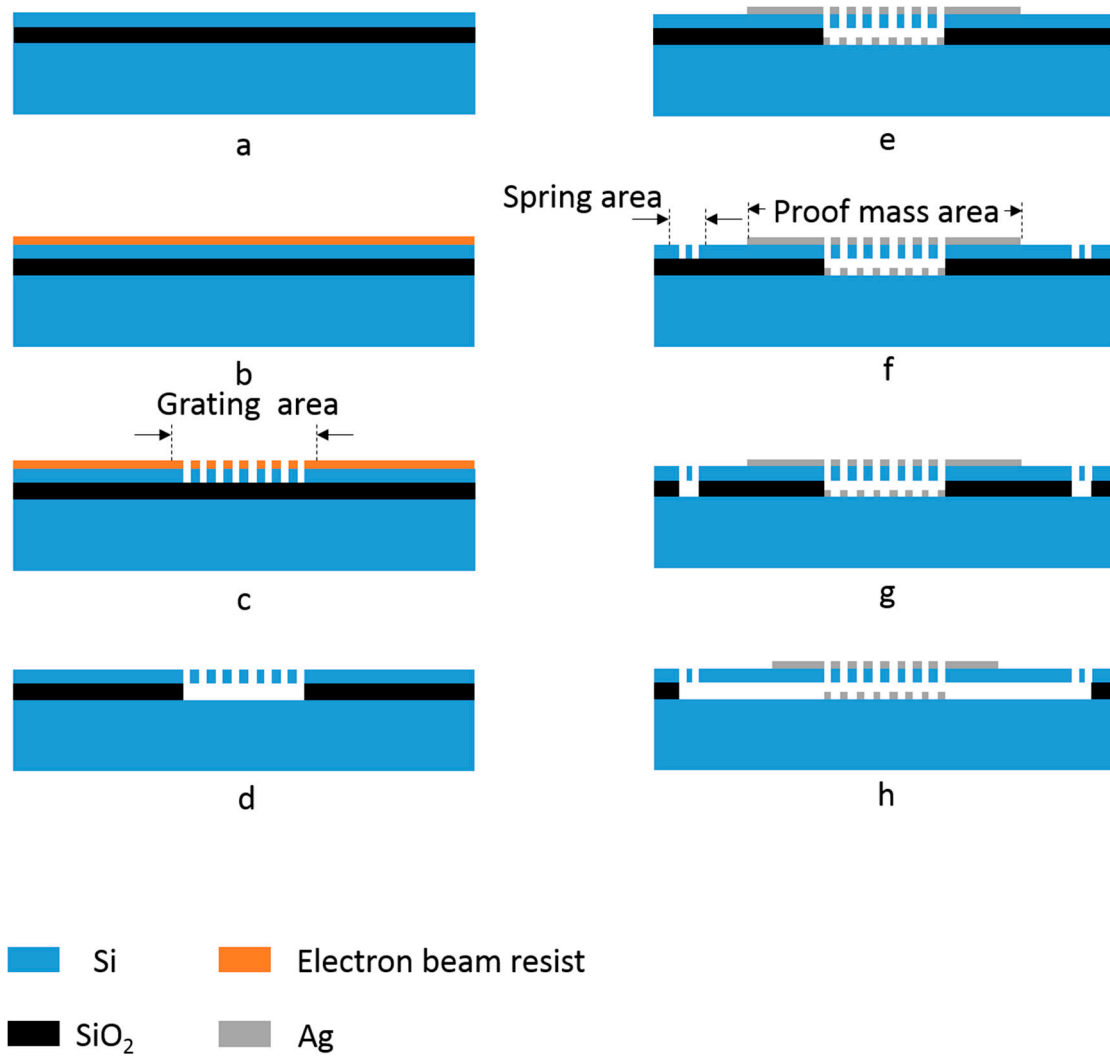 a
b
Grating area
c
d
e
Spring area
Proof mass area
f
g
h
Si
Electron beam resist
SiO₂
Ag